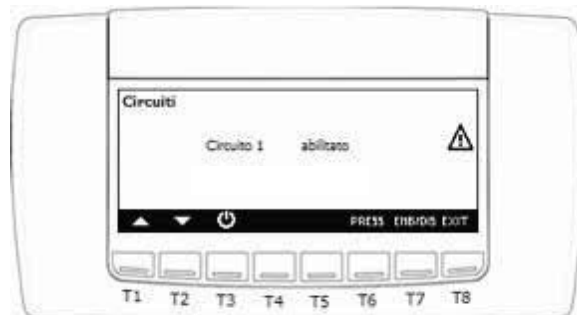 Circuiti
Circuito 1 abilitato
PRESS ENB/DIS EXIT
T1 T2 T3 T4 T5 T6 T7 T8